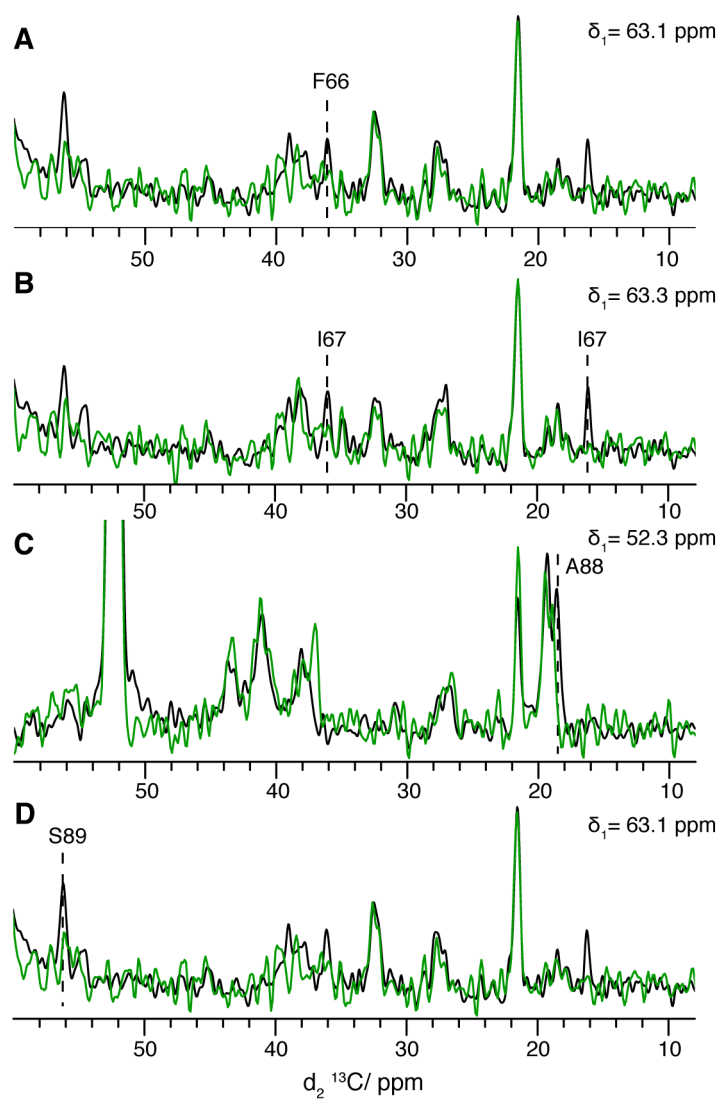 A
δ₁= 63.1 ppm
F66
50 40 30 20 10
B
δ₁= 63.3 ppm
I67 I67
50 40 30 20 10
C
δ₁= 52.3 ppm
A88
50 40 30 20 10
D
δ₁= 63.1 ppm
S89
50 40 30 20 10
d₂ ¹³C/ ppm